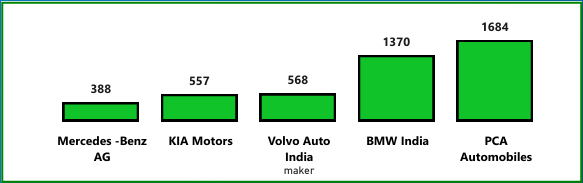 388
557
568
1370
1684
Mercedes -Benz
AG
KIA Motors
Volvo Auto
India
BMW India
PCA
Automobiles
maker